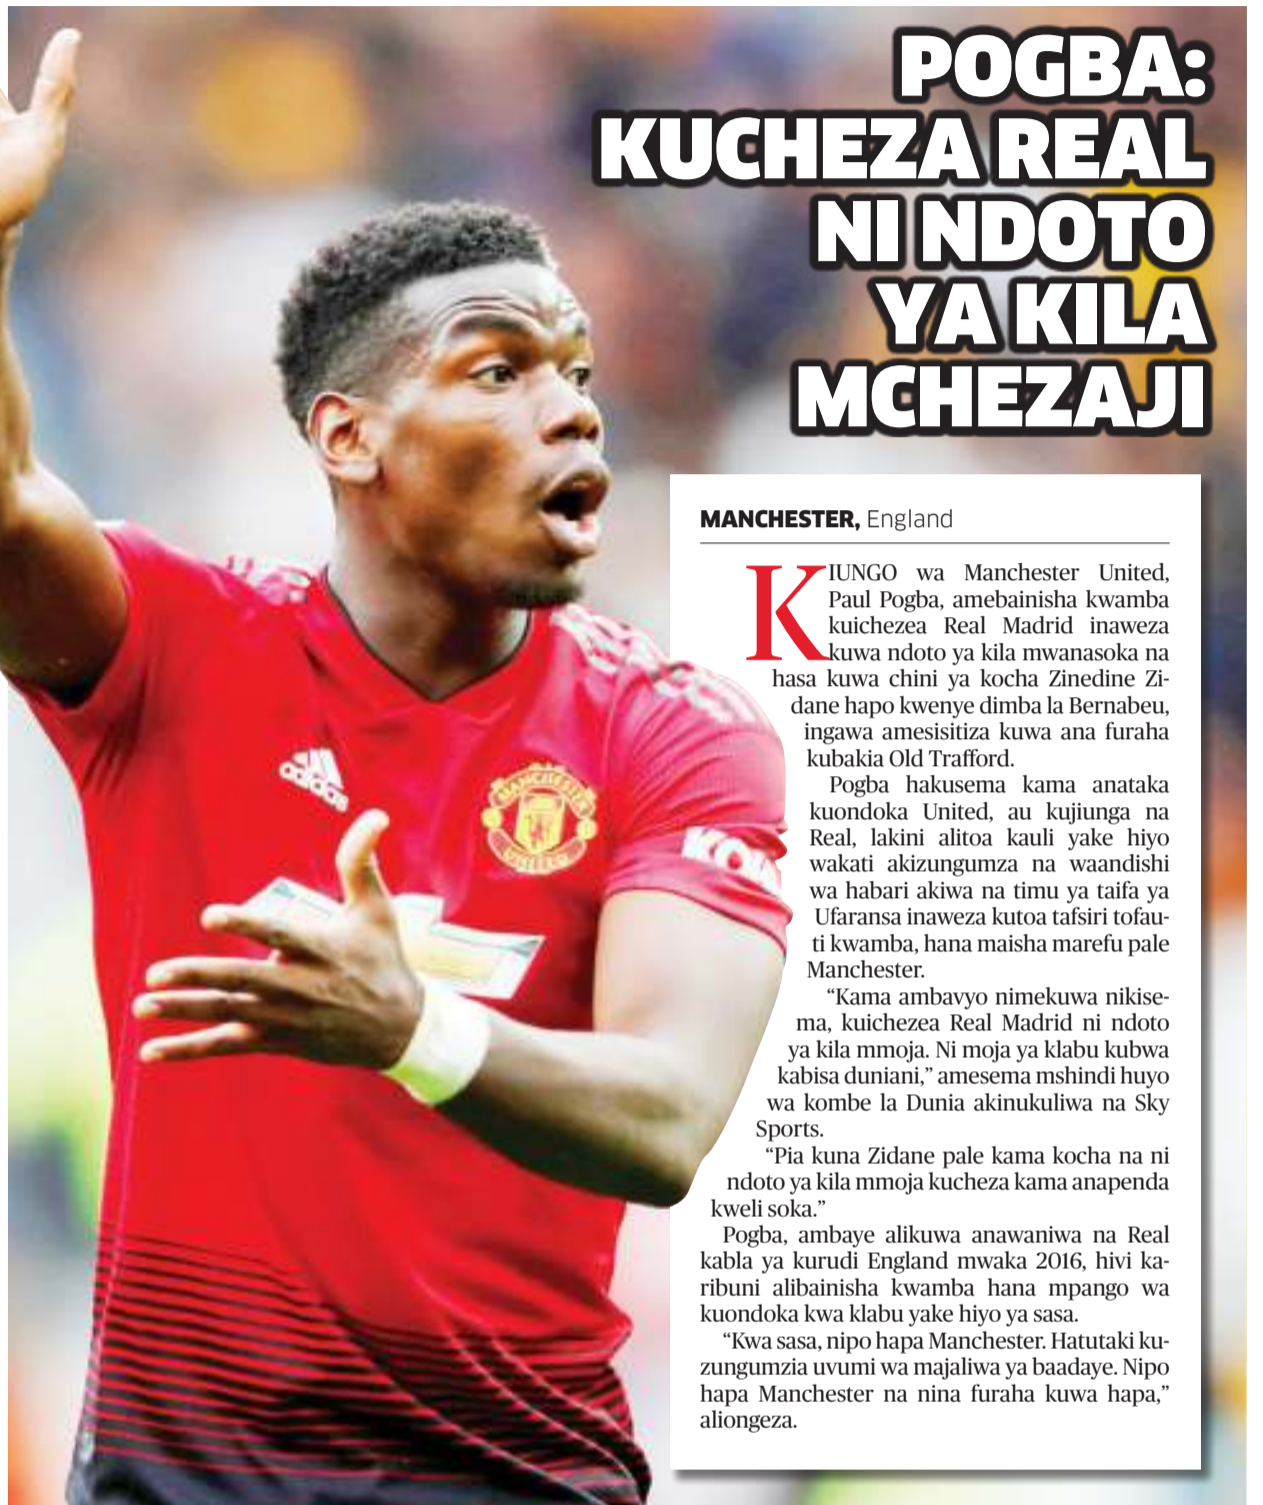 POGBA:
KUCHEZA REAL
NI NDOTO
YA KILA
MCHEZAJI
MANCHESTER, England
KIUNGO wa Manchester United,
Paul Pogba, amebainisha kwamba
kuichezea Real Madrid inaweza
kuwa ndoto ya kila mwanasoka na
hasa kuwa chini ya kocha Zinedine Zi-
dane hapo kwenye dimba la Bernabeu,
ingawa amesisitiza kuwa ana furaha
kubakia Old Trafford.
Pogba hakusema kama anataka
kuondoka United, au kujiunga na
Real, lakini alitoa kauli yake hiyo
wakati akizungumza na waandishi
wa habari akiwa na timu ya taifa ya
Ufaransa inaweza kutoa tafsiri tofau-
ti kwamba, hana maisha marefu pale
Manchester.
“Kama ambavyo nimekuwa nikise-
ma, kuichezea Real Madrid ni ndoto
ya kila mmoja. Ni moja ya klabu kubwa
kabisa duniani,” amesema mshindi huyo
wa kombe la Dunia akinukuliwa na Sky
Sports.
“Pia kuna Zidane pale kama kocha na ni
ndoto ya kila mmoja kucheza kama anapenda
kweli soka.”
Pogba, ambaye alikuwa anawaniwa na Real
kabla ya kurudi England mwaka 2016, hivi ka-
ribuni alibainisha kwamba hana mpango wa
kuondoka kwa klabu yake hiyo ya sasa.
“Kwa sasa, nipo hapa Manchester. Hatutaki ku-
zungumzia uvumi wa majaliwa ya baadaye. Nipo
hapa Manchester na nina furaha kuwa hapa,”
aliongeza.
adidas
MANCHESTER
UNITED